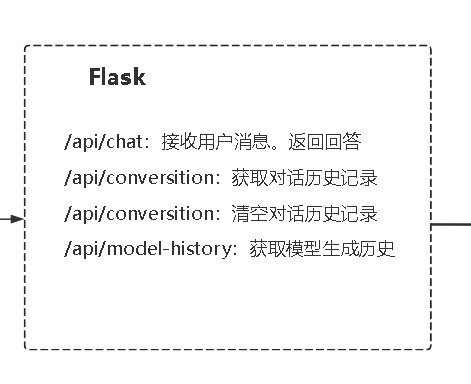 Flask
/api/chat：接收用户消息。返回回答
/api/conversition：获取对话历史记录
/api/conversition：清空对话历史记录
/api/model-history：获取模型生成历史